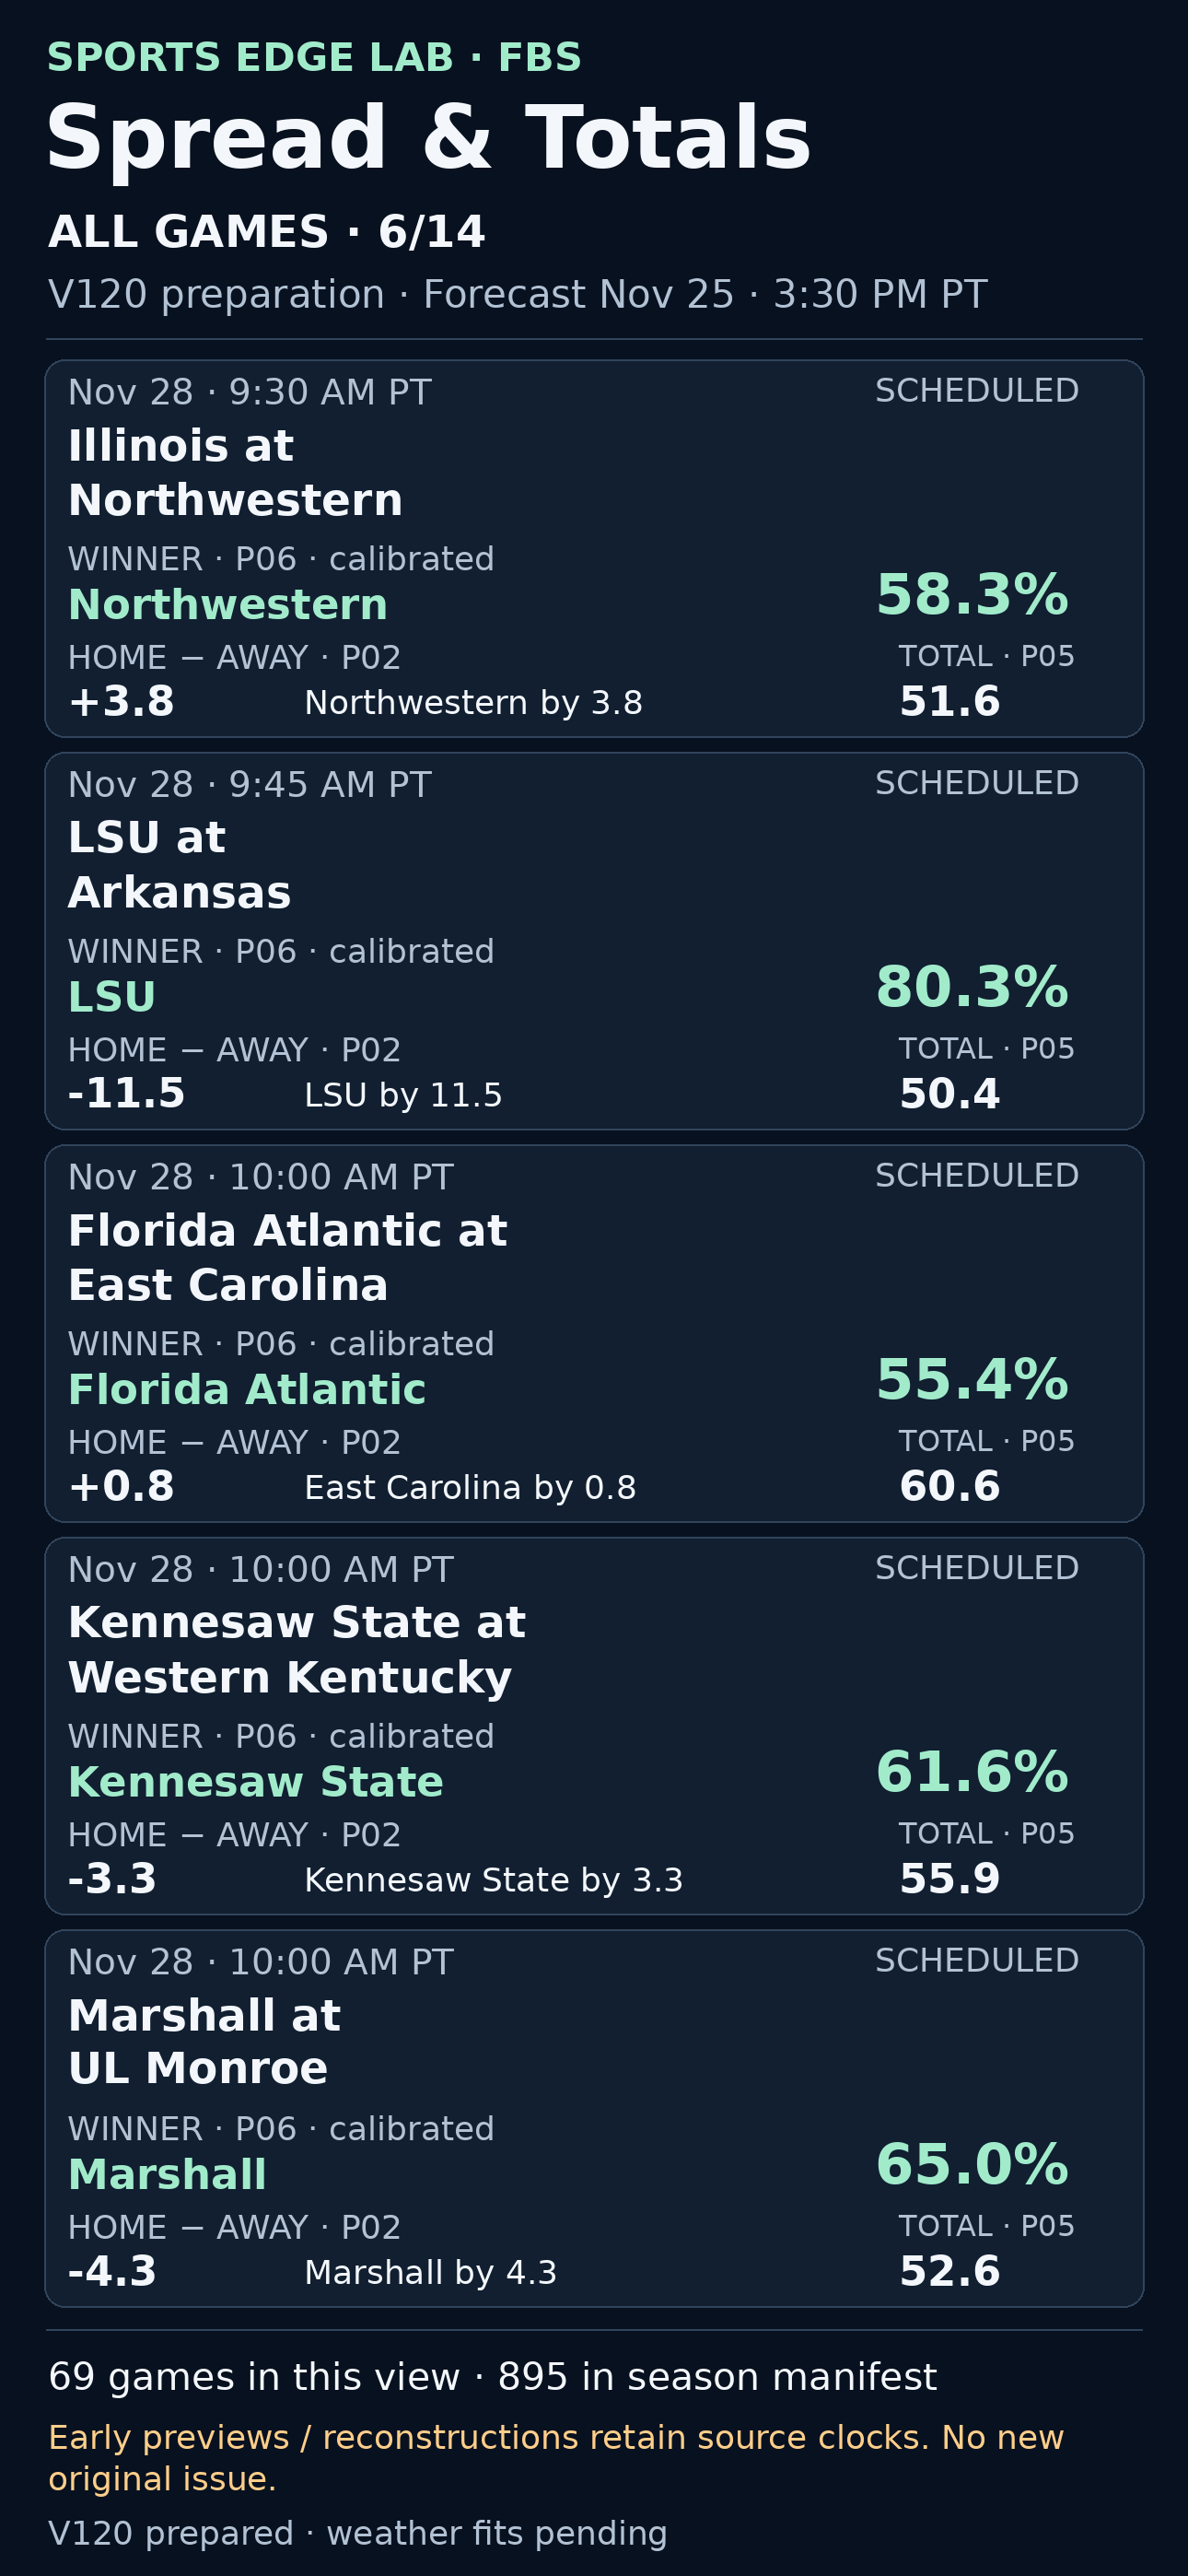 SPORTS EDGE LAB · FBS
Spread & Totals
ALL GAMES · 6/14
V120 preparation · Forecast Nov 25 · 3:30 PM PT
Nov 28 · 9:30 AM PT SCHEDULED
Illinois at
Northwestern
WINNER · P06 · calibrated
Northwestern 58.3%
HOME − AWAY · P02 TOTAL · P05
+3.8 Northwestern by 3.8 51.6
Nov 28 · 9:45 AM PT SCHEDULED
LSU at
Arkansas
WINNER · P06 · calibrated
LSU 80.3%
HOME − AWAY · P02 TOTAL · P05
-11.5 LSU by 11.5 50.4
Nov 28 · 10:00 AM PT SCHEDULED
Florida Atlantic at
East Carolina
WINNER · P06 · calibrated
Florida Atlantic 55.4%
HOME − AWAY · P02 TOTAL · P05
+0.8 East Carolina by 0.8 60.6
Nov 28 · 10:00 AM PT SCHEDULED
Kennesaw State at
Western Kentucky
WINNER · P06 · calibrated
Kennesaw State 61.6%
HOME − AWAY · P02 TOTAL · P05
-3.3 Kennesaw State by 3.3 55.9
Nov 28 · 10:00 AM PT SCHEDULED
Marshall at
UL Monroe
WINNER · P06 · calibrated
Marshall 65.0%
HOME − AWAY · P02 TOTAL · P05
-4.3 Marshall by 4.3 52.6
69 games in this view · 895 in season manifest
Early previews / reconstructions retain source clocks. No new
original issue.
V120 prepared · weather fits pending